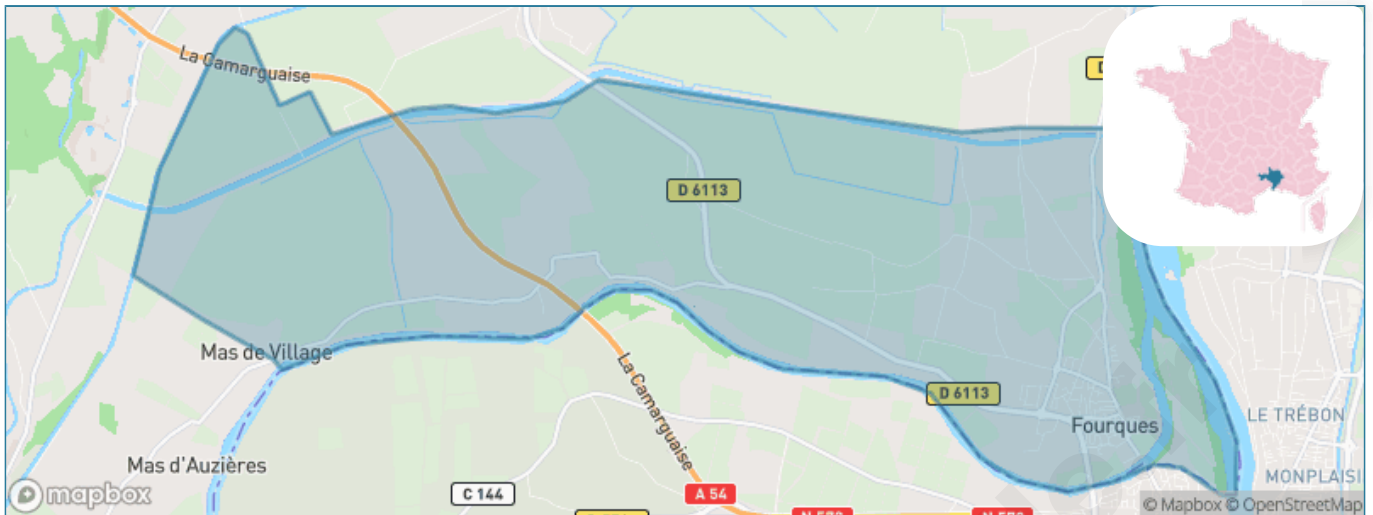 La Camarguaise
D 6113
Mas de Village
La Camarguaise
D 6113
Fourques
LE TRÉBON
Mas d'Auzières
MONPLAISI
C 144
A 54
mapbox
© Mapbox © OpenStreetMap